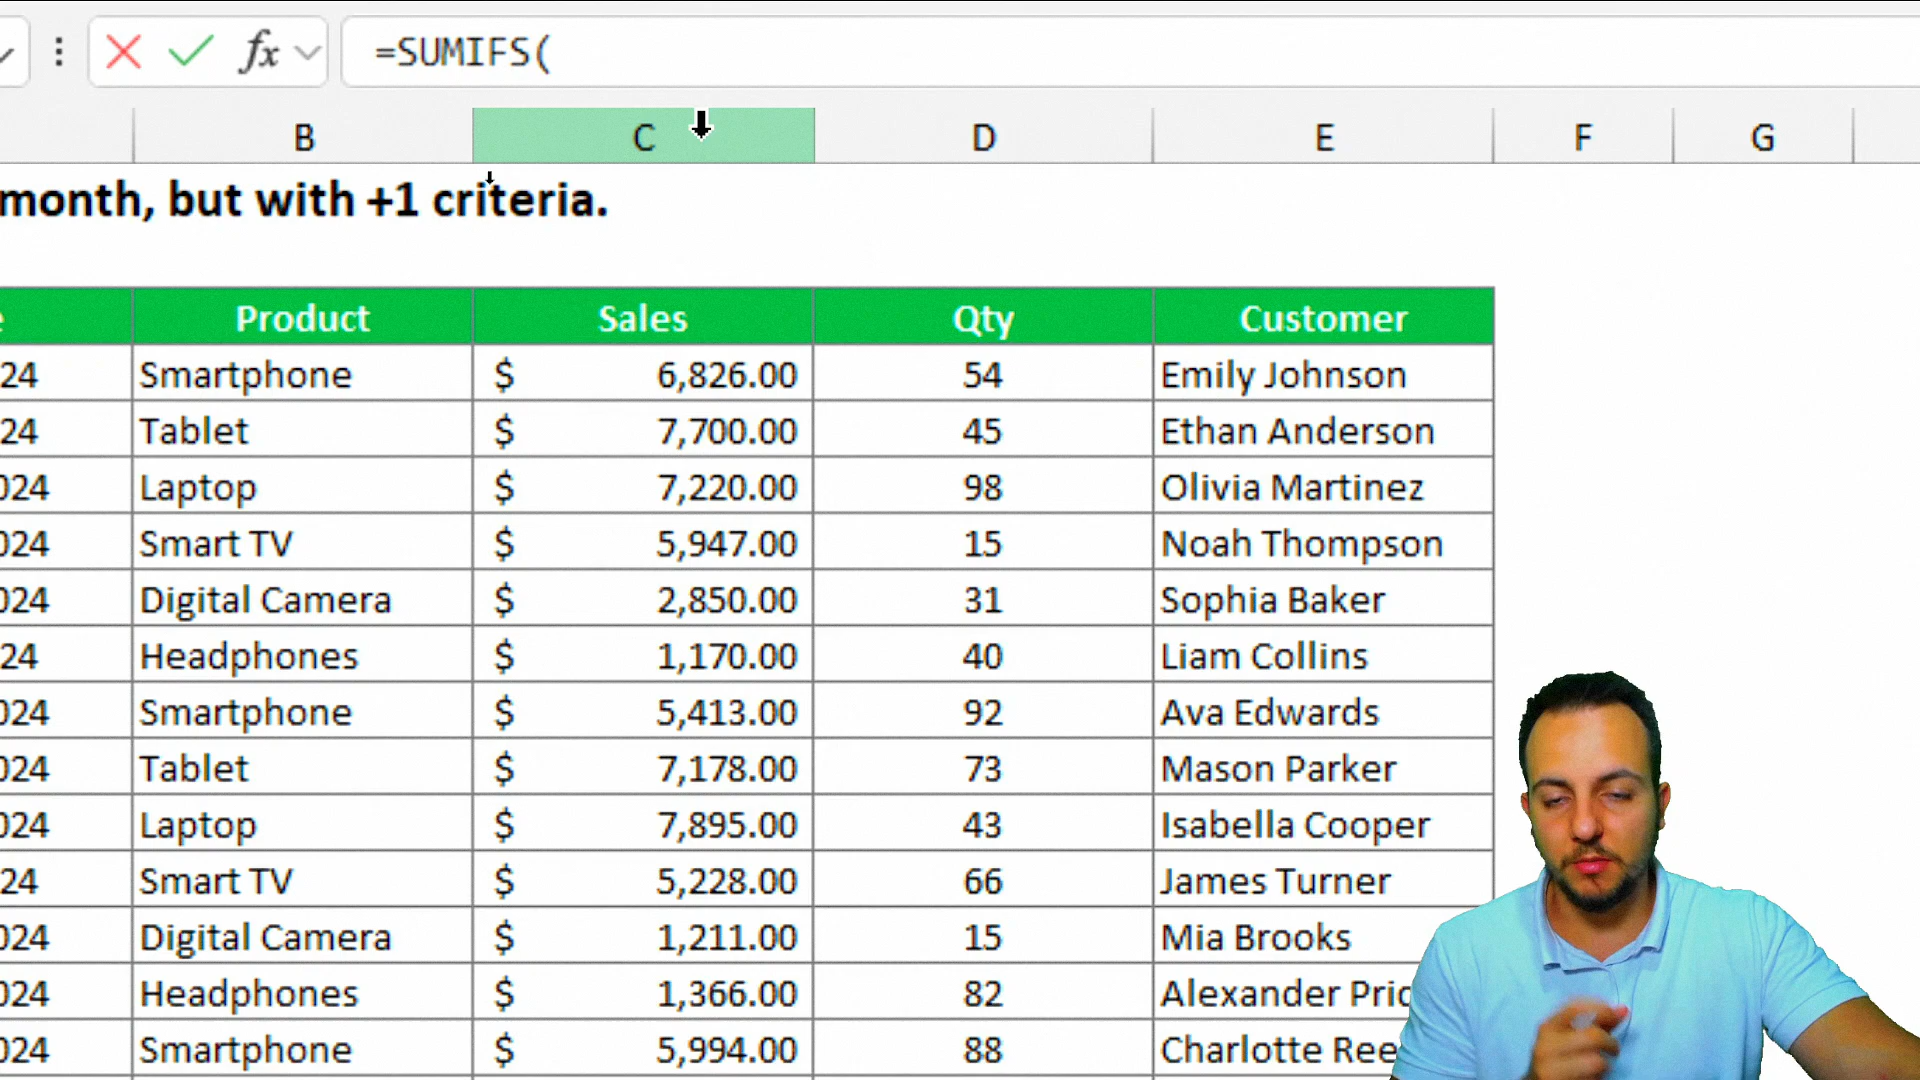 fx =SUMIFS(
B C D E F G
month, but with +1 criteria.
e Product Sales Qty Customer
24 Smartphone $ 6,826.00 54 Emily Johnson
24 Tablet $ 7,700.00 45 Ethan Anderson
024 Laptop $ 7,220.00 98 Olivia Martinez
024 Smart TV $ 5,947.00 15 Noah Thompson
024 Digital Camera $ 2,850.00 31 Sophia Baker
24 Headphones $ 1,170.00 40 Liam Collins
024 Smartphone $ 5,413.00 92 Ava Edwards
024 Tablet $ 7,178.00 73 Mason Parker
024 Laptop $ 7,895.00 43 Isabella Cooper
24 Smart TV $ 5,228.00 66 James Turner
024 Digital Camera $ 1,211.00 15 Mia Brooks
024 Headphones $ 1,366.00 82 Alexander Pric
024 Smartphone $ 5,994.00 88 Charlotte Ree